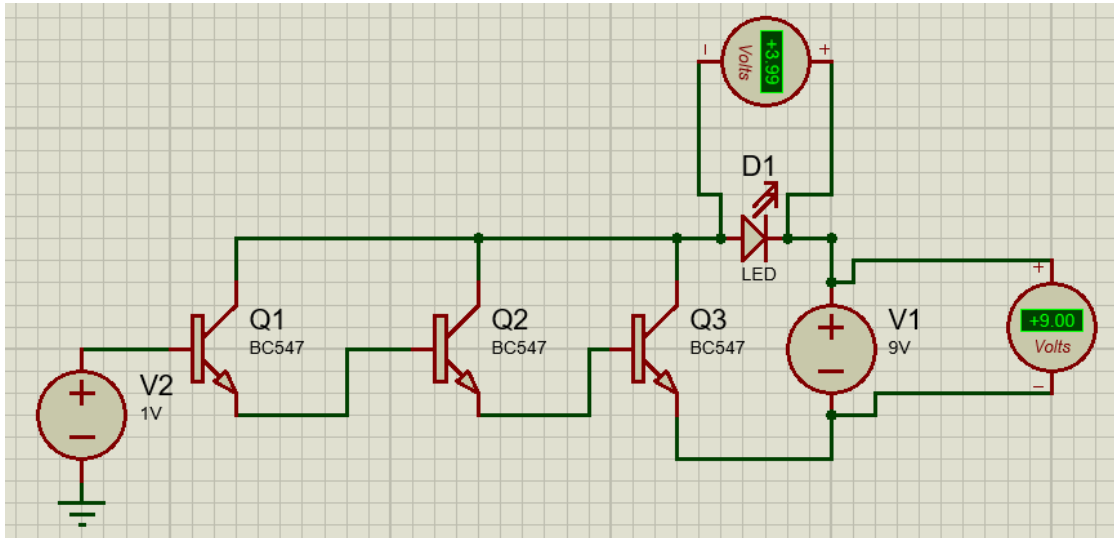 +3.99
Volts
D1
LED
Q1
BC547
Q2
BC547
Q3
BC547
V1
9V
+9.00
Volts
V2
1V